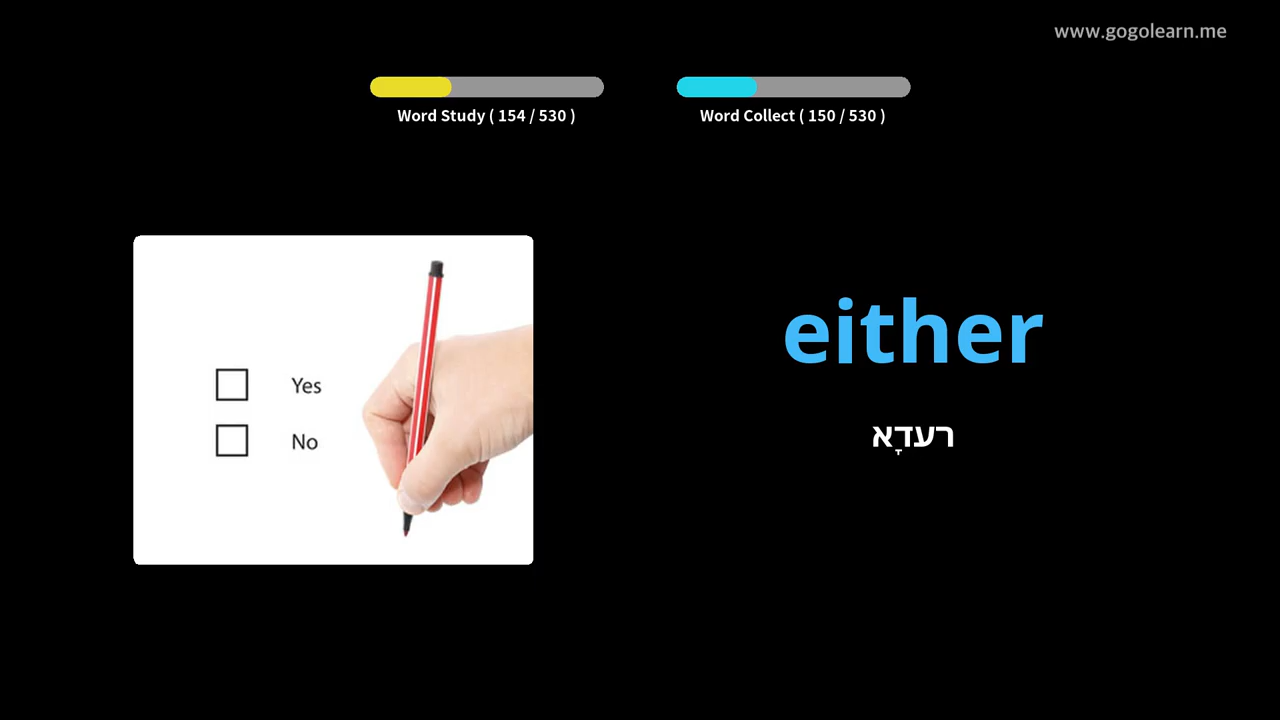 www.gogolearn.me
Word Study ( 154 / 530 )
Word Collect ( 150 / 530 )
Yes
No
either
רעדָא